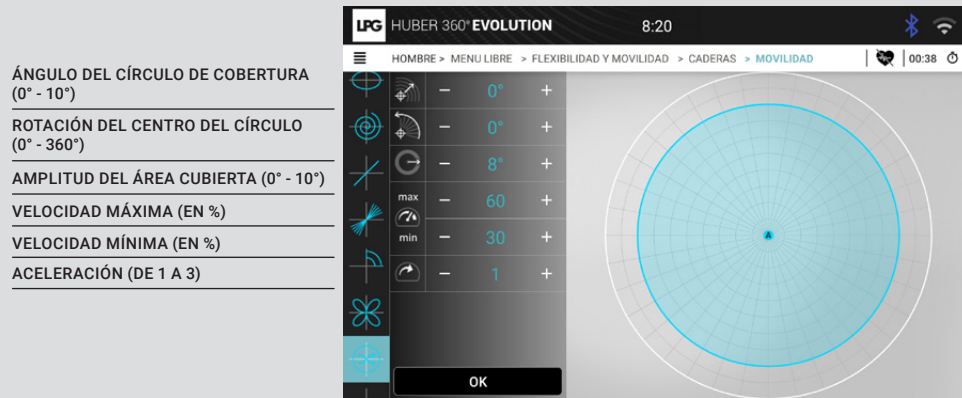 ÁNGULO DEL CÍRCULO DE COBERTURA
(0° - 10°)
ROTACIÓN DEL CENTRO DEL CÍRCULO
(0° - 360°)
AMPLITUD DEL ÁREA CUBIERTA (0° - 10°)
VELOCIDAD MÁXIMA (EN %)
VELOCIDAD MÍNIMA (EN %)
ACELERACIÓN (DE 1 A 3)
LPG HUBER 360° EVOLUTION 8:20
HOMBRE > MENU LIBRE > FLEXIBILIDAD Y MOVILIDAD > CADERAS > MOVILIDAD 00:38
− 0° +
− 0° +
− 8° +
max − 60 +
min − 30 +
− 1 +
A
OK